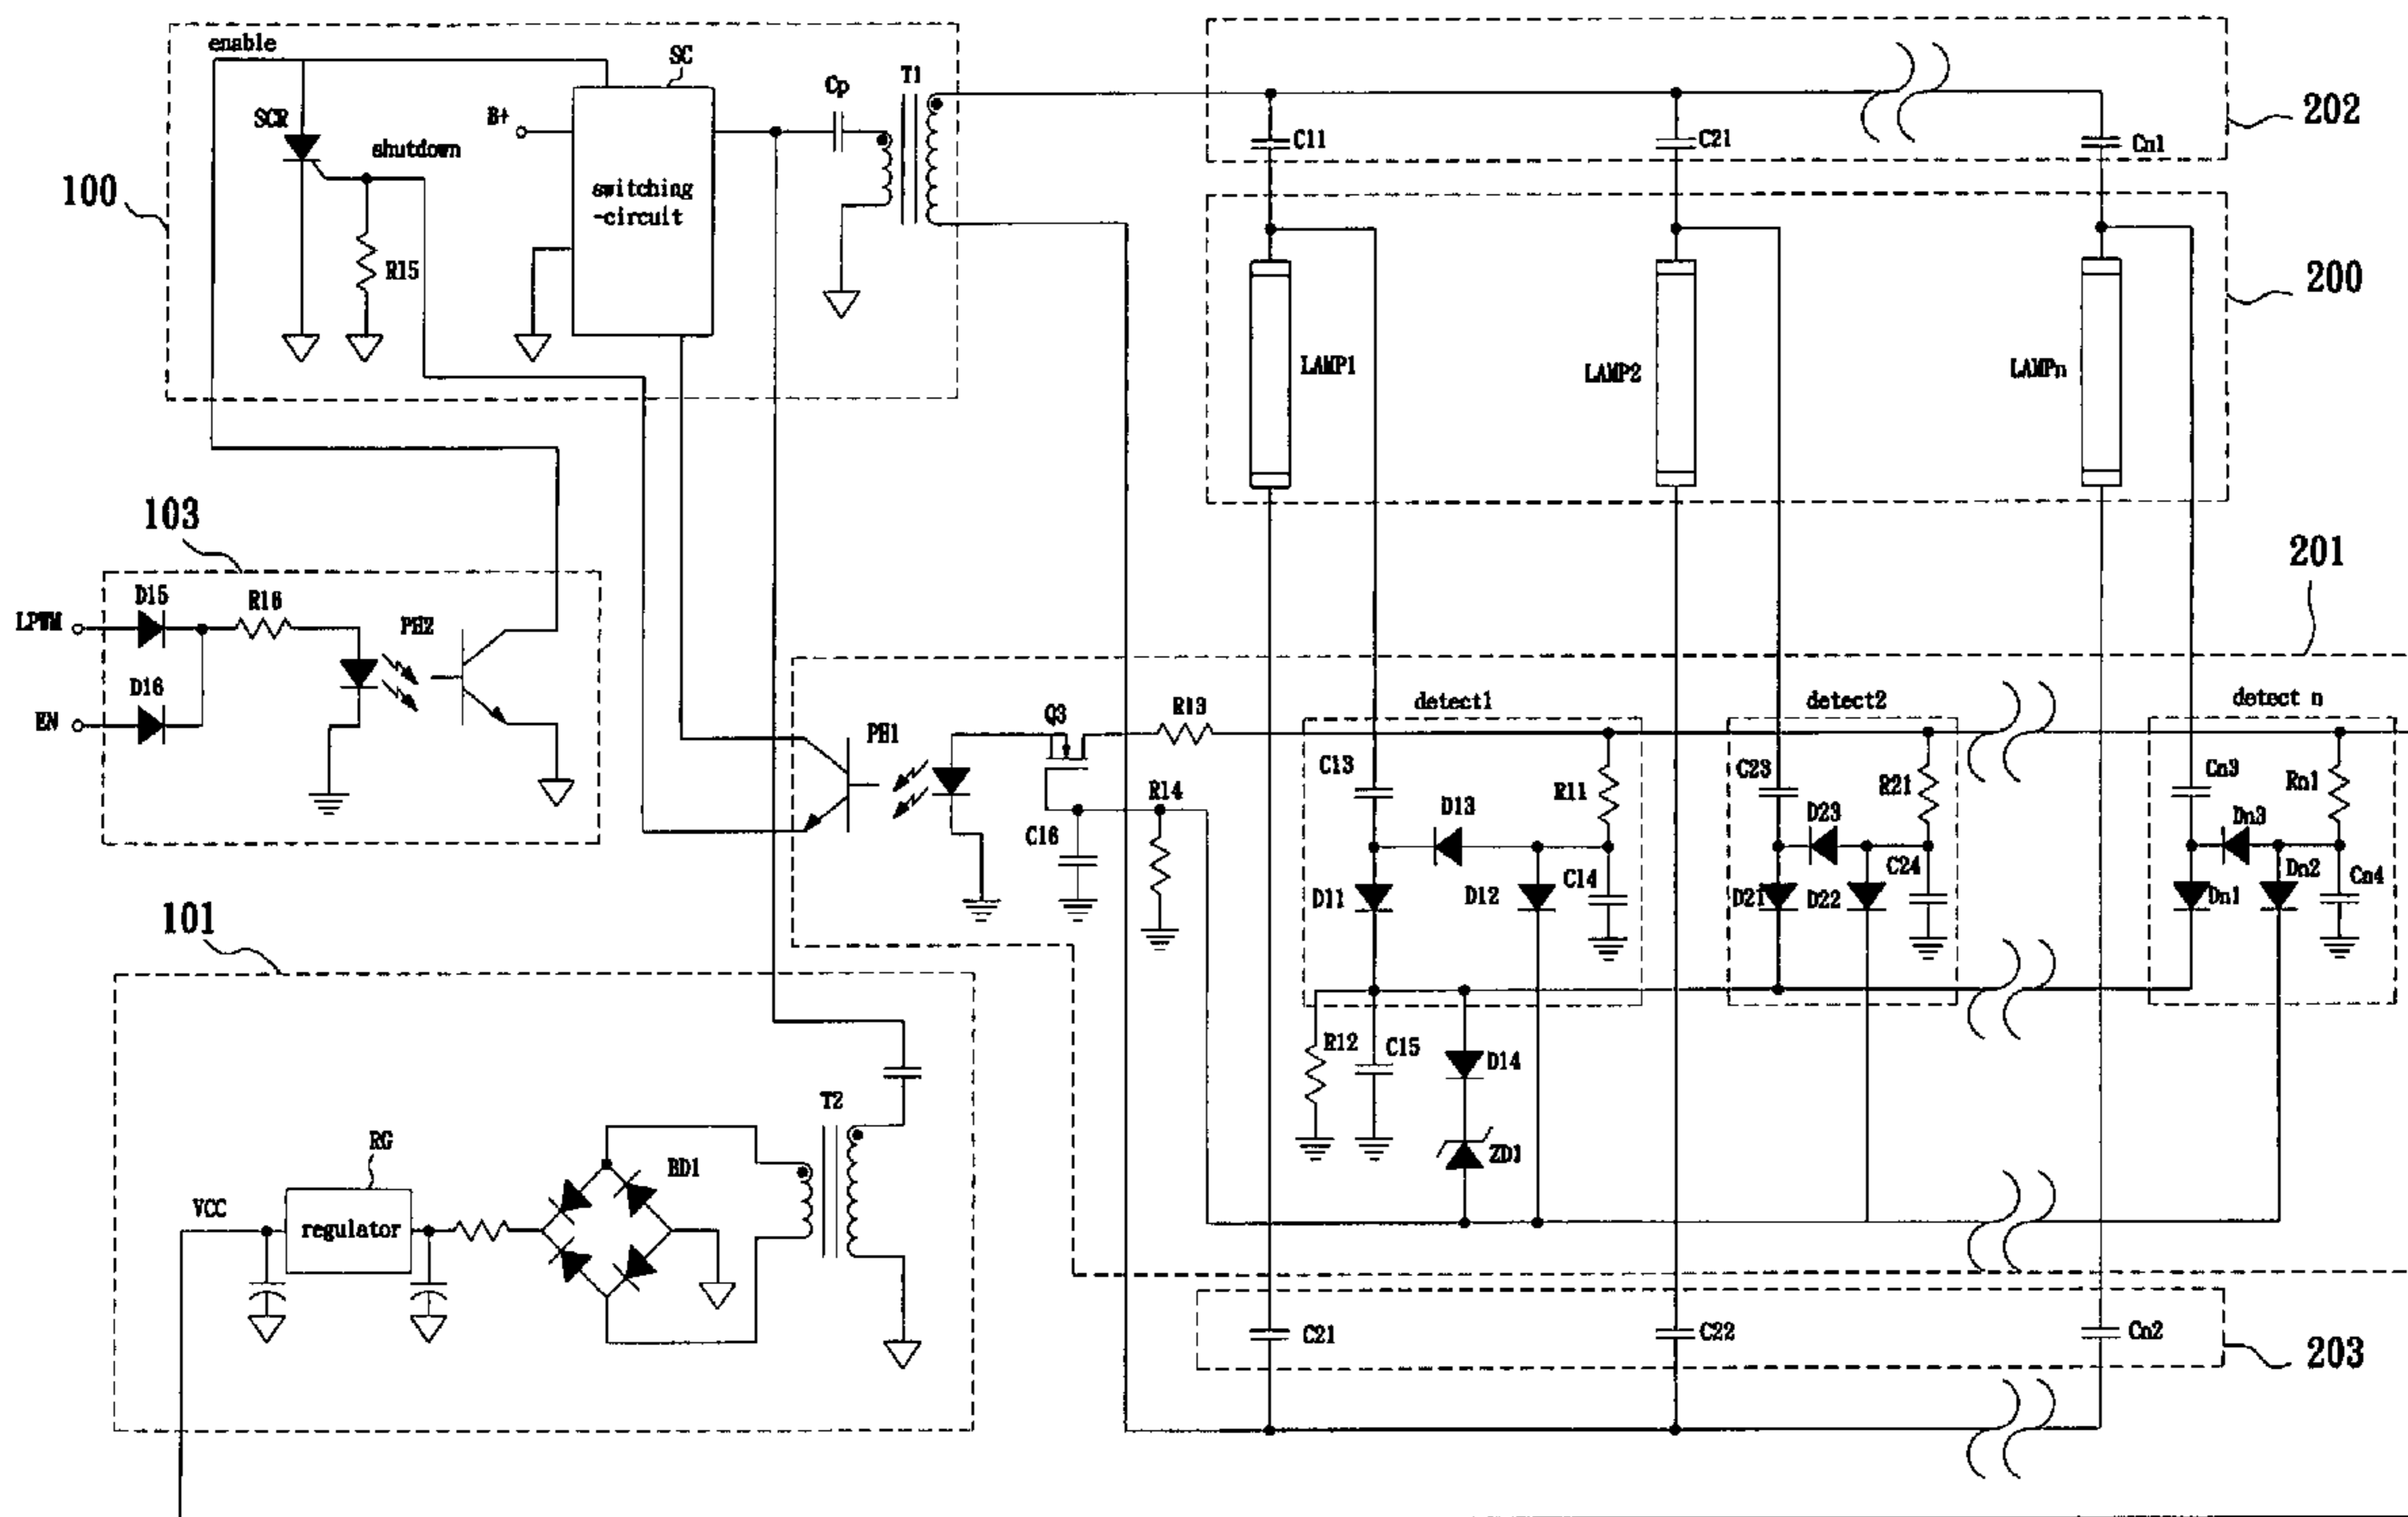 enable
SC
SCR
B+
Cp
T1
shutdown
switching
-circuit
R15
100
C11
C21
Cn1
202
200
LAMP1
LAMP2
LAMPn
103
LPWM
D15
R16
PH2
D16
EN
201
PH1
Q3
R13
R14
C16
detect1
detect2
detect n
C13
R11
D13
D11
D12
C14
C23
R21
D23
C24
D21
D22
Cn3
Rn1
Dn3
Dn2
Cn4
Dn1
R12
C15
D14
ZD1
101
T2
RG
BD1
VCC
regulator
C21
C22
Cn2
203